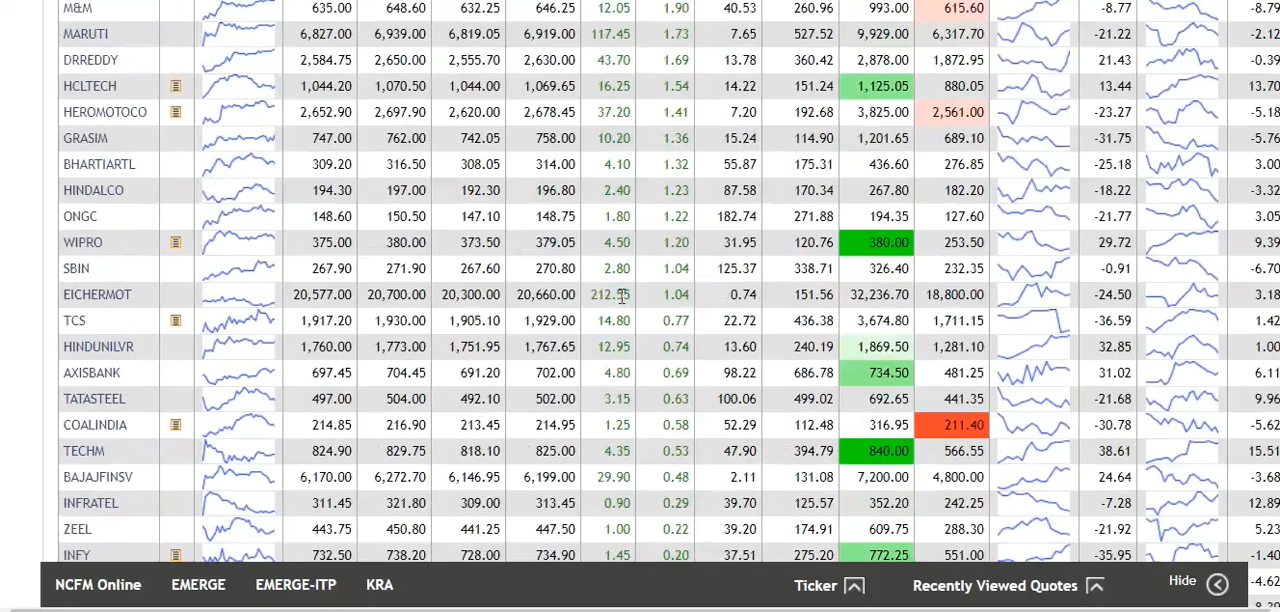 M&M 635.00 648.60 632.25 646.25 12.05 1.90 40.53 260.96 993.00 615.60 -8.77 -8.79
MARUTI 6,827.00 6,939.00 6,819.05 6,919.00 117.45 1.73 7.65 527.52 9,929.00 6,317.70 -21.22 -2.12
DRREDDY 2,584.75 2,650.00 2,555.70 2,630.00 43.70 1.69 13.78 360.42 2,878.00 1,872.95 21.43 -0.39
HCLTECH 1,044.20 1,070.50 1,044.00 1,069.65 16.25 1.54 14.22 151.24 1,125.05 880.05 13.44 13.70
HEROMOTOCO 2,652.90 2,697.90 2,620.00 2,678.45 37.20 1.41 7.20 192.68 3,825.00 2,561.00 -23.27 -5.18
GRASIM 747.00 762.00 742.05 758.00 10.20 1.36 15.24 114.90 1,201.65 689.10 -31.75 -5.76
BHARTIARTL 309.20 316.50 308.05 314.00 4.10 1.32 55.87 175.31 436.60 276.85 -25.18 3.00
HINDALCO 194.30 197.00 192.30 196.80 2.40 1.23 87.58 170.34 267.80 182.20 -18.22 -3.32
ONGC 148.60 150.50 147.10 148.75 1.80 1.22 182.74 271.88 194.35 127.60 -21.77 3.05
WIPRO 375.00 380.00 373.50 379.05 4.50 1.20 31.95 120.76 380.00 253.50 29.72 9.39
SBIN 267.90 271.90 267.60 270.80 2.80 1.04 125.37 338.71 326.40 232.35 -0.91 -6.70
EICHERMOT 20,577.00 20,700.00 20,300.00 20,660.00 1.04 0.74 151.56 32,236.70 18,800.00 -24.50 3.18
TCS 1,917.20 1,930.00 1,905.10 1,929.00 14.80 0.77 22.72 436.38 3,674.80 1,711.15 -36.59 1.42
HINDUNILVR 1,760.00 1,773.00 1,751.95 1,767.65 12.95 0.74 13.60 240.19 1,869.50 1,281.10 32.85 1.00
AXISBANK 697.45 704.45 691.20 702.00 4.80 0.69 98.22 686.78 734.50 481.25 31.02 6.11
TATASTEEL 497.00 504.00 492.10 502.00 3.15 0.63 100.06 499.02 692.65 441.35 -21.68 9.96
COALINDIA 214.85 216.90 213.45 214.95 1.25 0.58 52.29 112.48 316.95 211.40 -30.78 -5.62
TECHM 824.90 829.75 818.10 825.00 4.35 0.53 47.90 394.79 840.00 566.55 38.61 15.51
BAJAJFINSV 6,170.00 6,272.70 6,146.95 6,199.00 29.90 0.48 2.11 131.08 7,200.00 4,800.00 24.64 -3.68
INFRATEL 311.45 321.80 309.00 313.45 0.90 0.29 39.70 125.57 352.20 242.25 -7.28 12.89
ZEEL 443.75 450.80 441.25 447.50 1.00 0.22 39.20 174.91 609.75 288.30 -21.92 5.23
INFY 732.50 738.20 728.00 734.90 1.45 0.20 37.51 275.20 772.25 551.00 -35.95 -1.40
NCFM Online EMERGE EMERGE-ITP KRA Ticker Recently Viewed Quotes Hide
-4.62